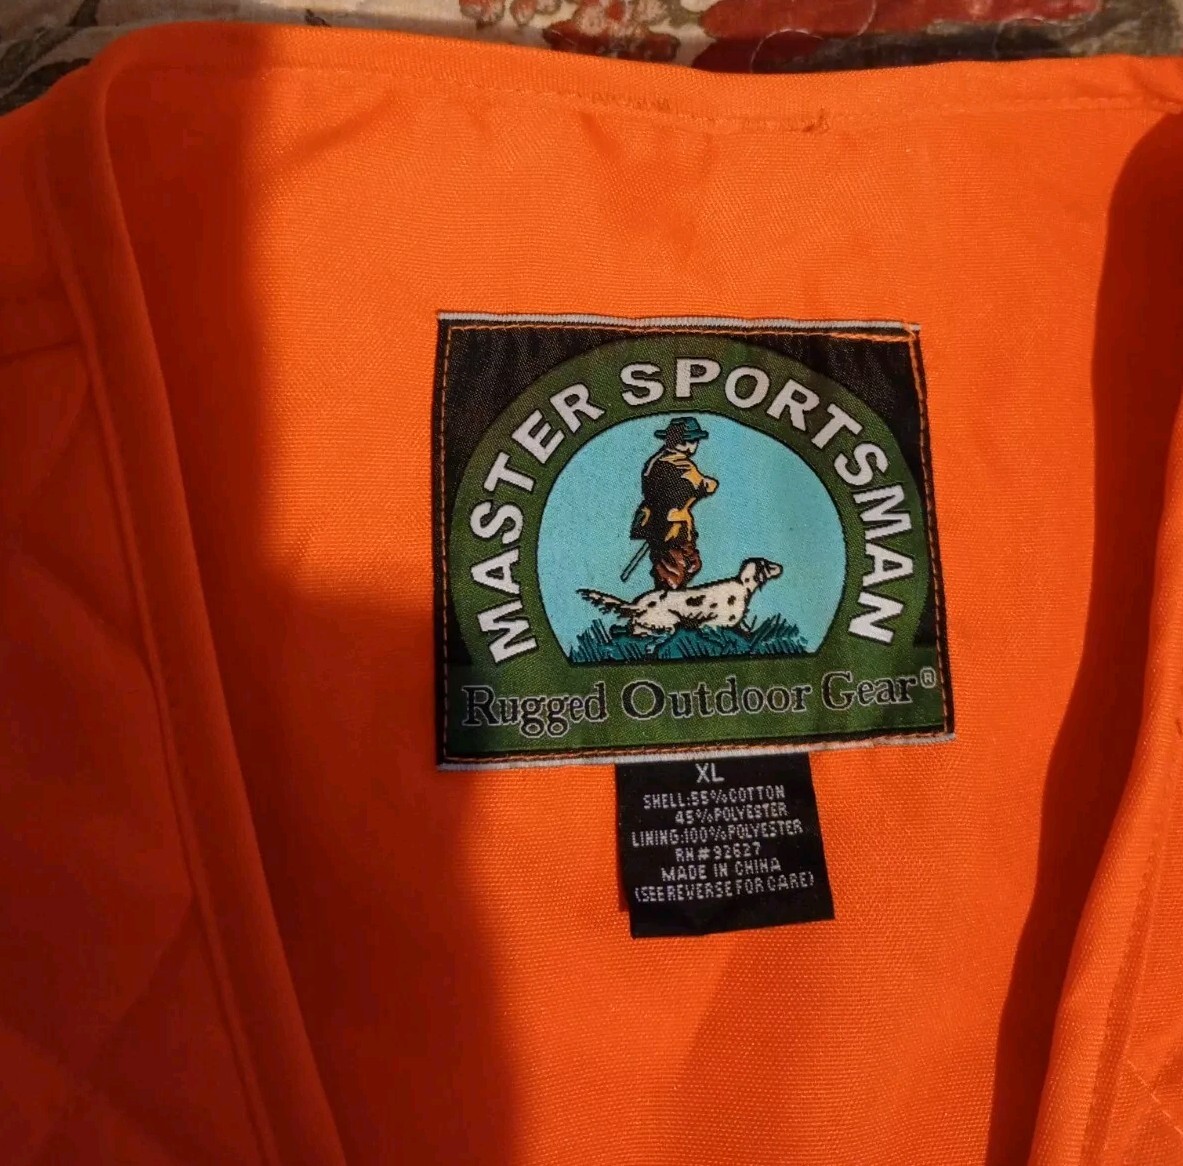 MASTER SPORTSMAN
Rugged Outdoor Gear®
XL
SHELL:55%COTTON
45%POLYESTER
LINING:100%POLYESTER
RN#92627
MADE IN CHINA
(SEE REVERSE FOR CARE)